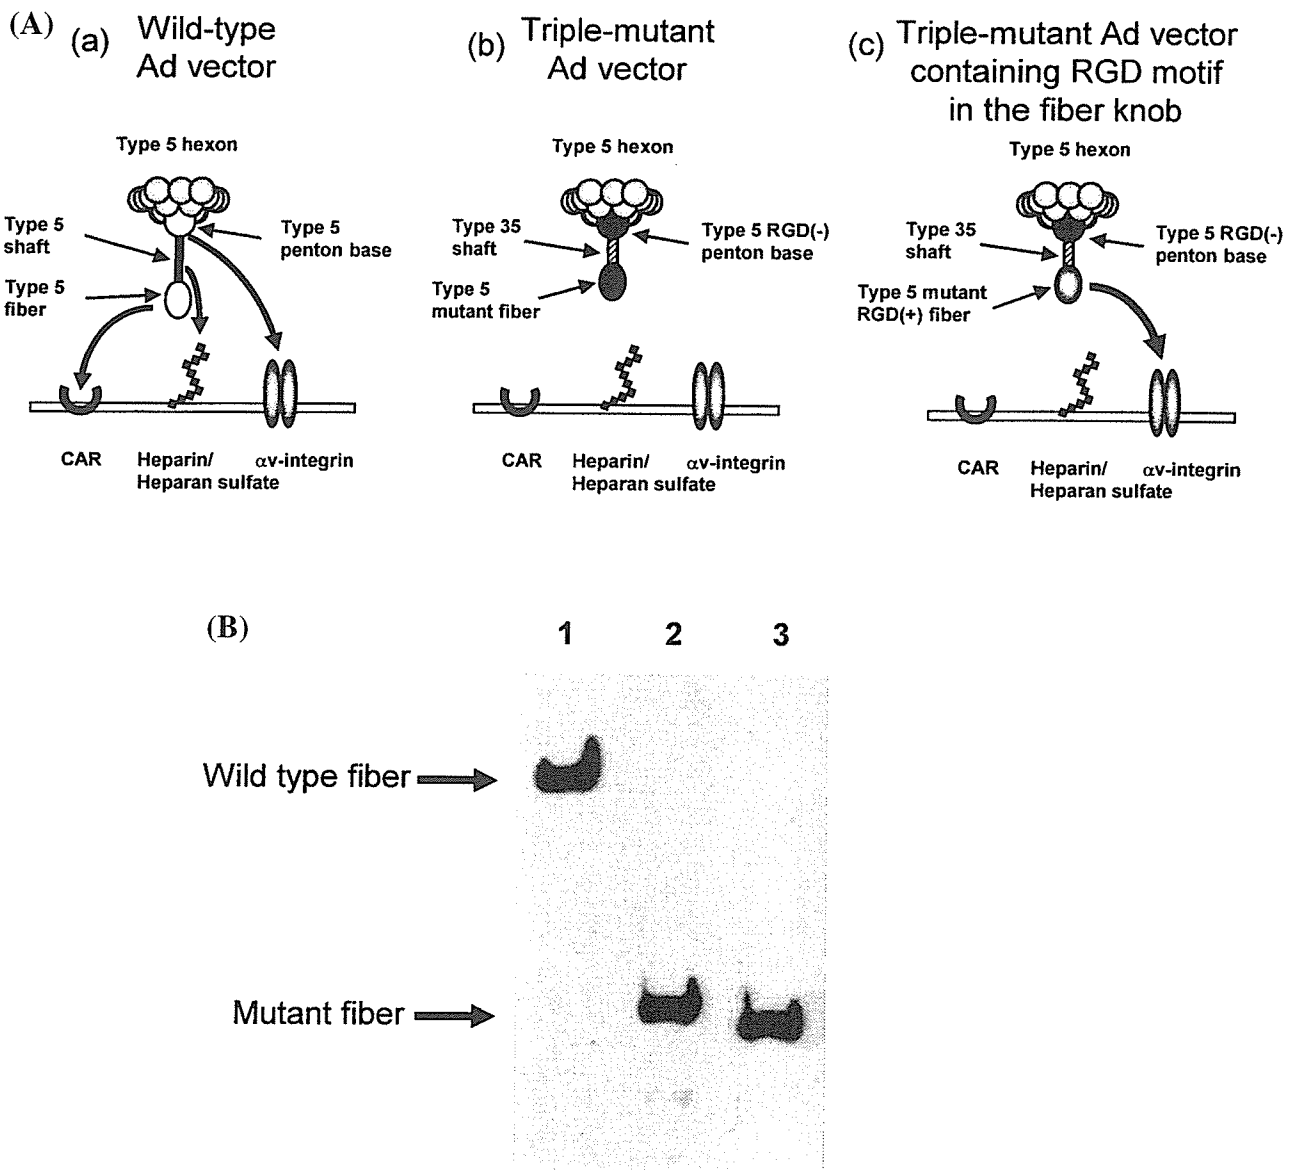 (A)
(a) Wild-type
Ad vector
(b) Triple-mutant
Ad vector
(c) Triple-mutant Ad vector
containing RGD motif
in the fiber knob
Type 5 hexon
Type 5
shaft
Type 5
penton base
Type 5
fiber
CAR
Heparin/
Heparan sulfate
αv-integrin
Type 5 hexon
Type 35
shaft
Type 5 RGD(-)
penton base
Type 5
mutant fiber
CAR
Heparin/
Heparan sulfate
αv-integrin
Type 5 hexon
Type 35
shaft
Type 5 RGD(-)
penton base
Type 5 mutant
RGD(+) fiber
CAR
Heparin/
Heparan sulfate
αv-integrin
(B)
1 2 3
Wild type fiber
Mutant fiber